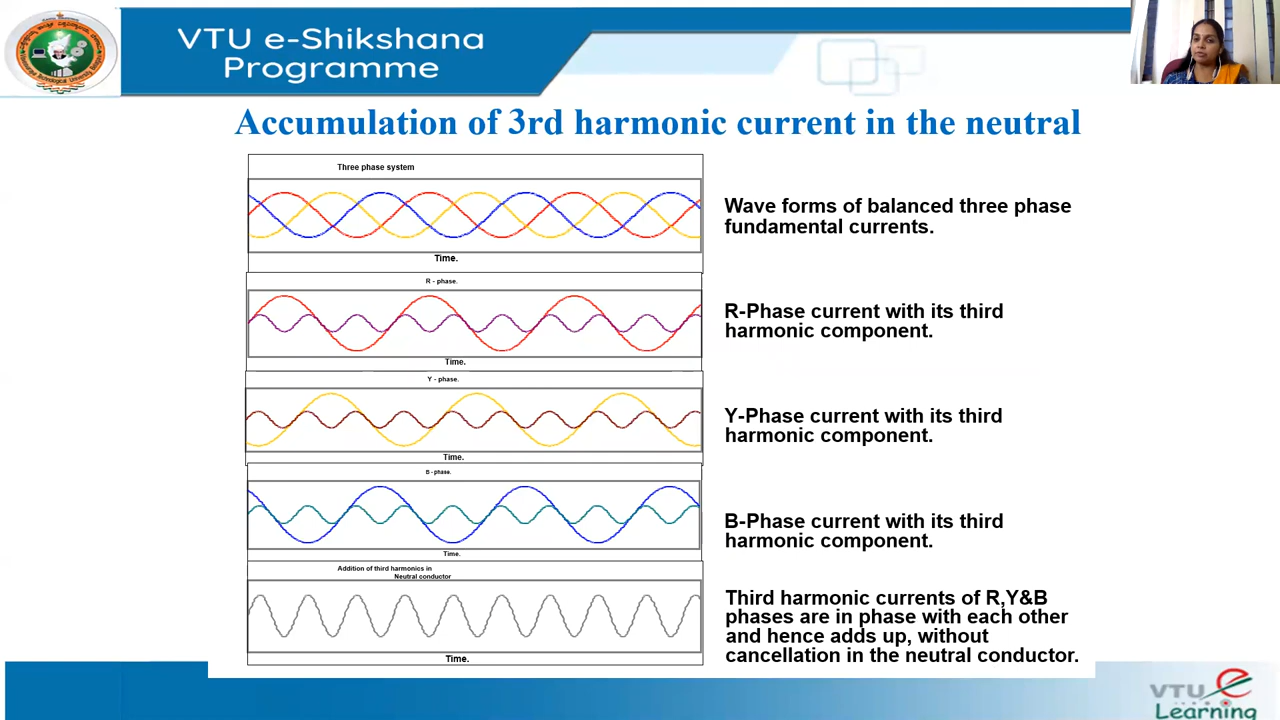 VTU e-Shikshana
Programme
Accumulation of 3rd harmonic current in the neutral
Three phase system
Time.
Wave forms of balanced three phase
fundamental currents.
R - phase.
Time.
R-Phase current with its third
harmonic component.
Y - phase.
Time.
Y-Phase current with its third
harmonic component.
B - phase.
Time.
B-Phase current with its third
harmonic component.
Addition of third harmonics in
Neutral conductor
Time.
Third harmonic currents of R,Y&B
phases are in phase with each other
and hence adds up, without
cancellation in the neutral conductor.
VTU
Learning